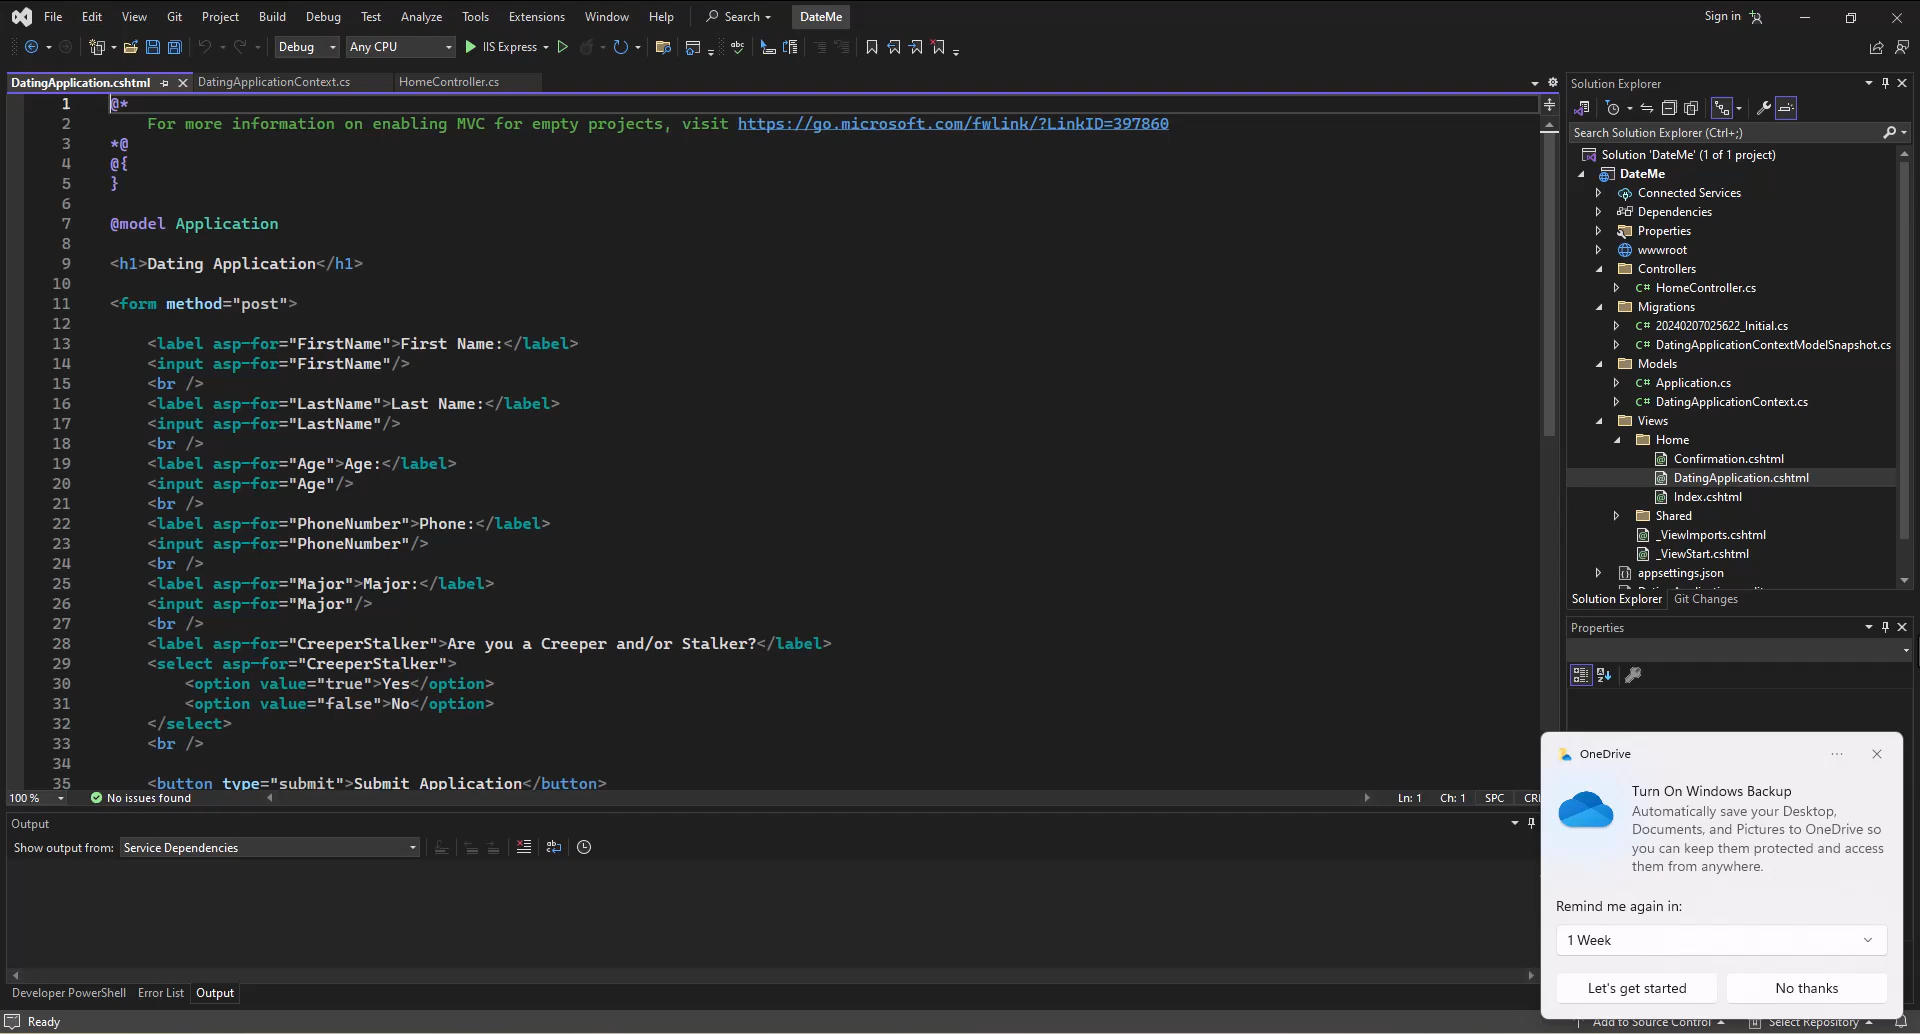 File Edit View Git Project Build Debug Test Analyze Tools Extensions Window Help Search DateMe Sign in
Debug Any CPU IIS Express
DatingApplication.cshtml DatingApplicationContext.cs HomeController.cs
1 @*
2 For more information on enabling MVC for empty projects, visit https://go.microsoft.com/fwlink/?LinkID=397860
3 *@
4 @{
5 }
6
7 @model Application
8
9 <h1>Dating Application</h1>
10
11 <form method="post">
12
13 <label asp-for="FirstName">First Name:</label>
14 <input asp-for="FirstName"/>
15 <br />
16 <label asp-for="LastName">Last Name:</label>
17 <input asp-for="LastName"/>
18 <br />
19 <label asp-for="Age">Age:</label>
20 <input asp-for="Age"/>
21 <br />
22 <label asp-for="PhoneNumber">Phone:</label>
23 <input asp-for="PhoneNumber"/>
24 <br />
25 <label asp-for="Major">Major:</label>
26 <input asp-for="Major"/>
27 <br />
28 <label asp-for="CreeperStalker">Are you a Creeper and/or Stalker?</label>
29 <select asp-for="CreeperStalker">
30 <option value="true">Yes</option>
31 <option value="false">No</option>
32 </select>
33 <br />
34
35 <button type="submit">Submit Application</button>
100 % No issues found Ln: 1 Ch: 1 SPC
Output
Show output from: Service Dependencies
Developer PowerShell Error List Output
Ready
Solution Explorer
Search Solution Explorer (Ctrl+;)
Solution 'DateMe' (1 of 1 project)
DateMe
Connected Services
Dependencies
Properties
wwwroot
Controllers
C# HomeController.cs
Migrations
C# 20240207025622_Initial.cs
C# DatingApplicationContextModelSnapshot.cs
Models
C# Application.cs
C# DatingApplicationContext.cs
Views
Home
Confirmation.cshtml
DatingApplication.cshtml
Index.cshtml
Shared
_ViewImports.cshtml
_ViewStart.cshtml
appsettings.json
Solution Explorer Git Changes
Properties
OneDrive
Turn On Windows Backup
Automatically save your Desktop,
Documents, and Pictures to OneDrive so
you can keep them protected and access
them from anywhere.
Remind me again in:
1 Week
Let's get started No thanks
Add to Source Control Select Repository